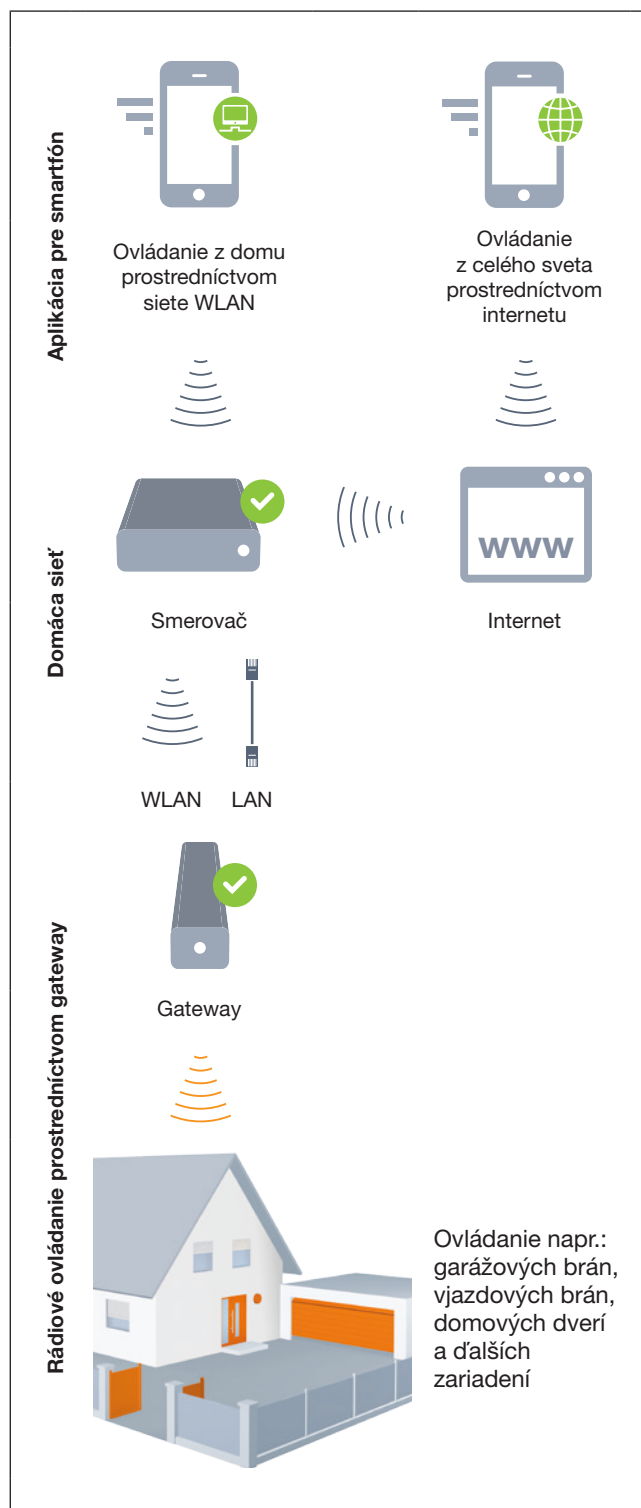 Aplikácia pre smartfón
Ovládanie z domu
prostredníctvom
siete WLAN
Ovládanie
z celého sveta
prostredníctvom
internetu
Domáca sieť
www
Smerovač
Internet
WLAN
LAN
Rádiové ovládanie prostredníctvom gateway
Gateway
Ovládanie napr.:
garážových brán,
vjazdových brán,
domových dverí
a ďalších
zariadení